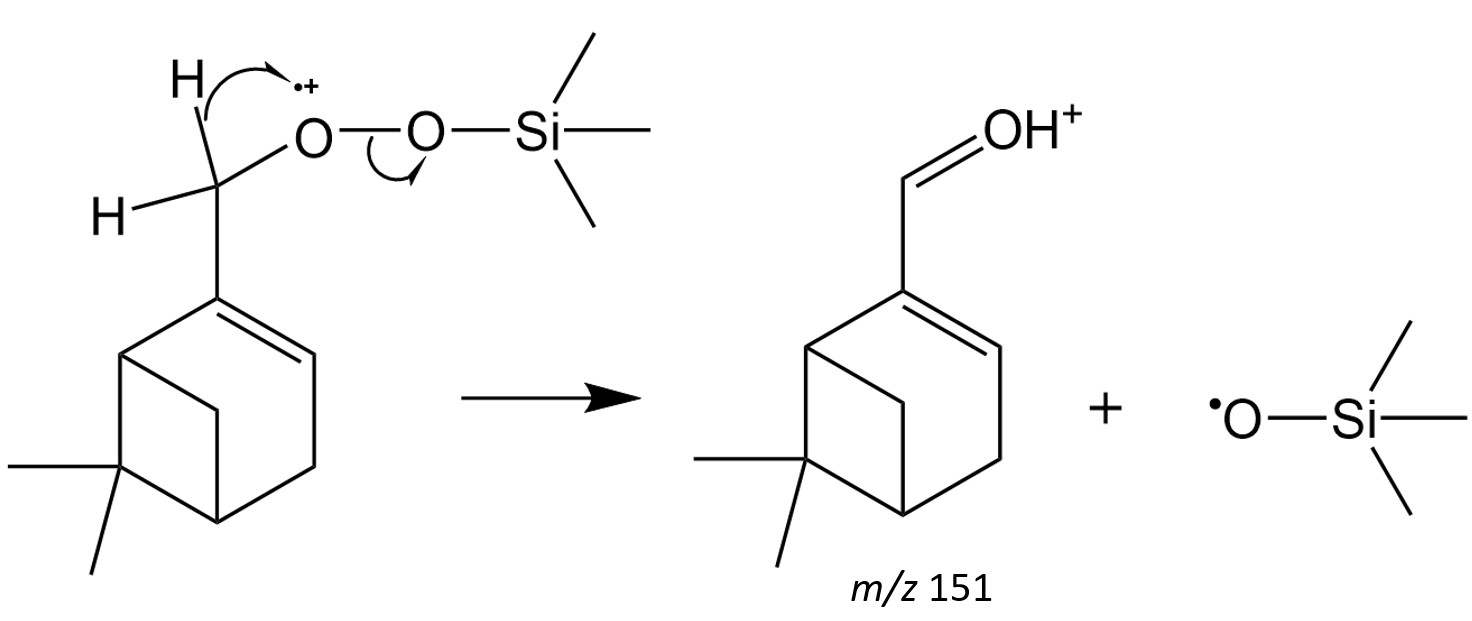 H
•+
O O Si
H
OH+
+
•O Si
m/z 151